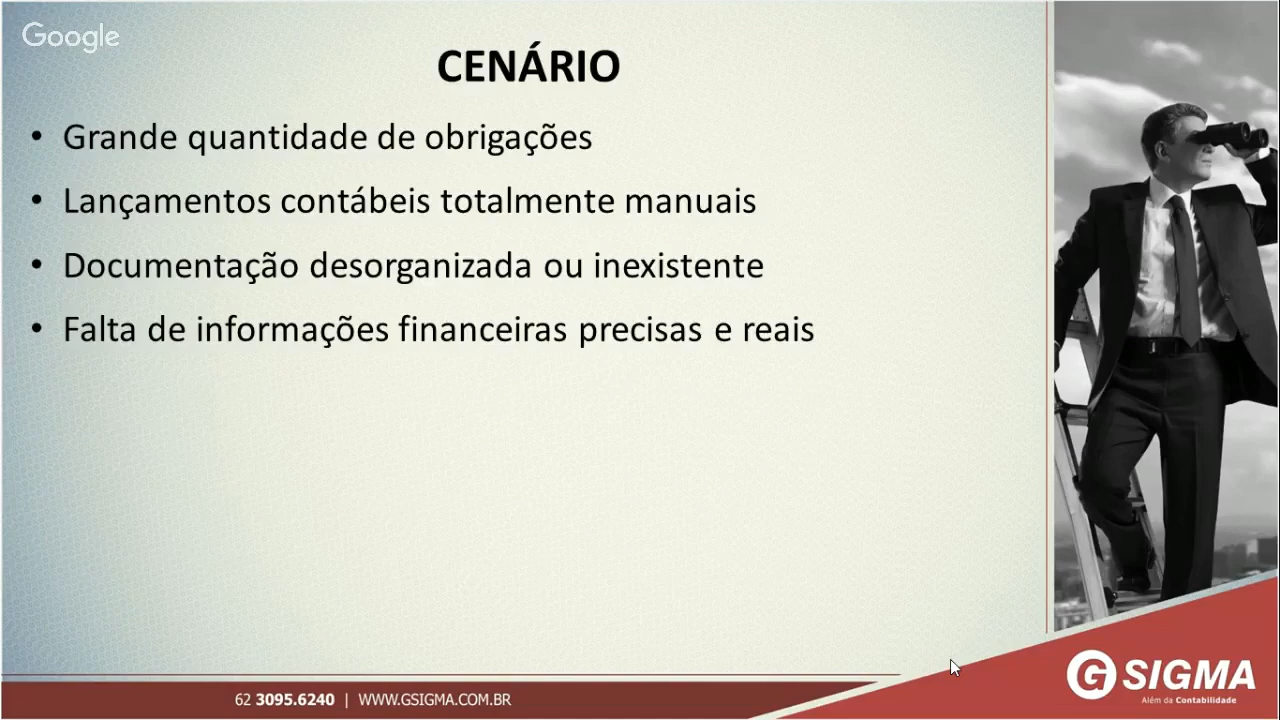 Google
CENÁRIO
• Grande quantidade de obrigações
• Lançamentos contábeis totalmente manuais
• Documentação desorganizada ou inexistente
• Falta de informações financeiras precisas e reais
62 3095.6240 | WWW.GSIGMA.COM.BR
G SIGMA
Além da Contabilidade